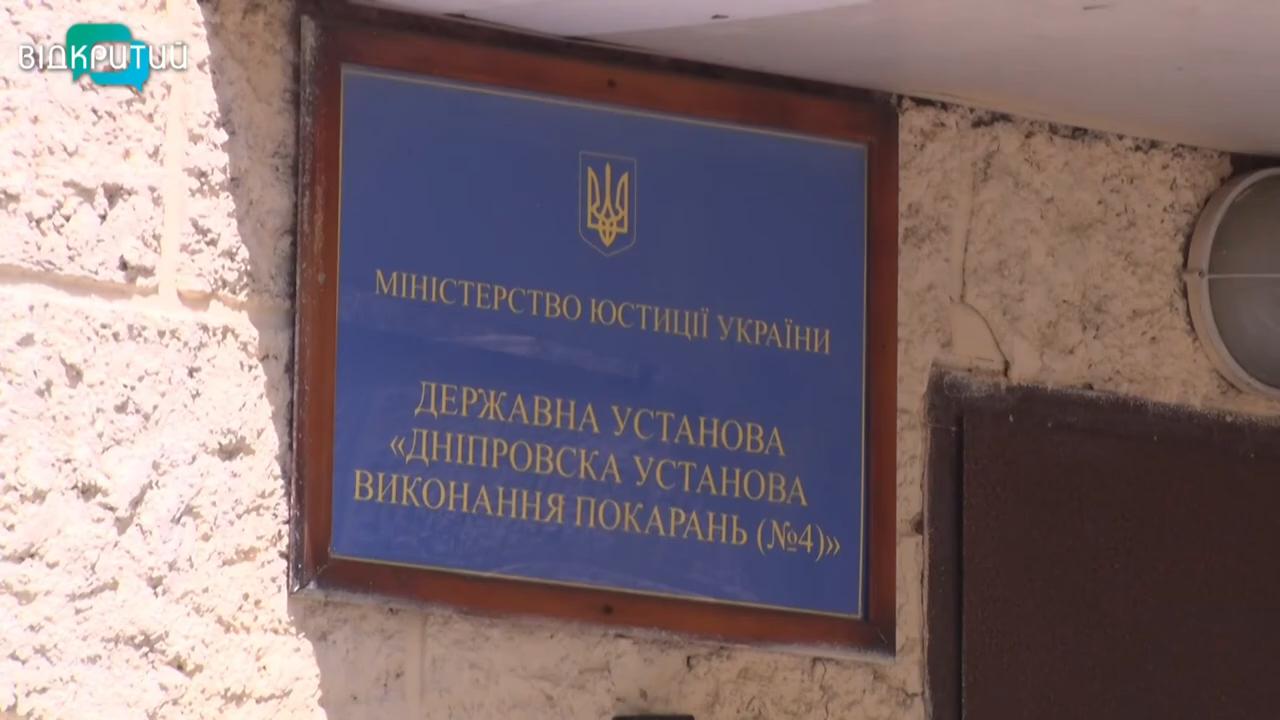 ВІДКРИТИЙ
МІНІСТЕРСТВО ЮСТИЦІЇ УКРАЇНИ
ДЕРЖАВНА УСТАНОВА
«ДНІПРОВСКА УСТАНОВА
ВИКОНАННЯ ПОКАРАНЬ (№4)»